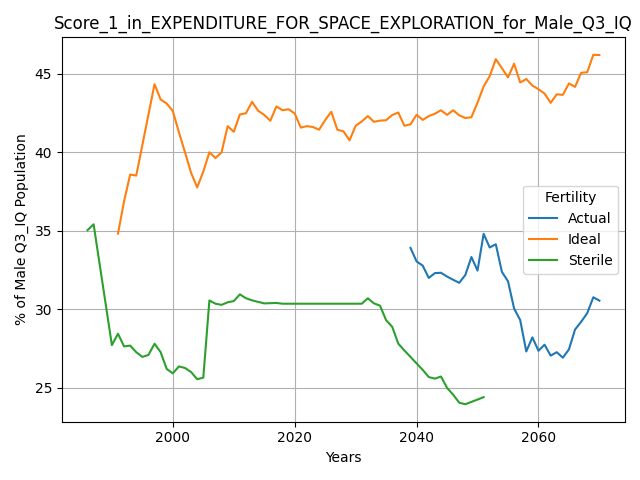 Score_1_in_EXPENDITURE_FOR_SPACE_EXPLORATION_for_Male_Q3_IQ
% of Male Q3_IQ Population
45
40
35
30
25
Fertility
Actual
Ideal
Sterile
2000
2020
2040
2060
Years